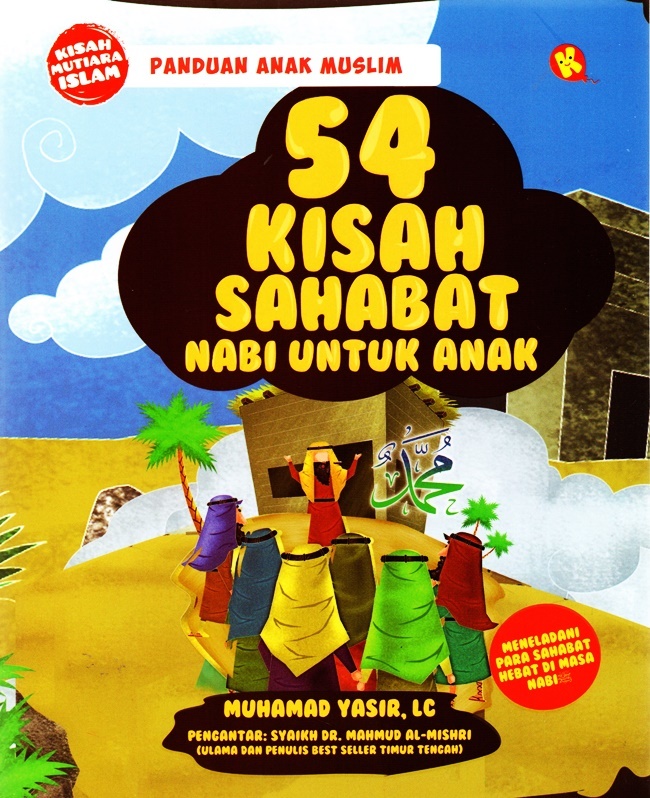 KISAH
MUTIARA
ISLAM
PANDUAN ANAK MUSLIM
K
54
KISAH
SAHABAT
NABI UNTUK ANAK
محمد
MENELADANI
PARA SAHABAT
HEBAT DI MASA
NABI ﷺ
MUHAMAD YASIR, LC
PENGANTAR: SYAIKH DR. MAHMUD AL-MISHRI
(ULAMA DAN PENULIS BEST SELLER TIMUR TENGAH)